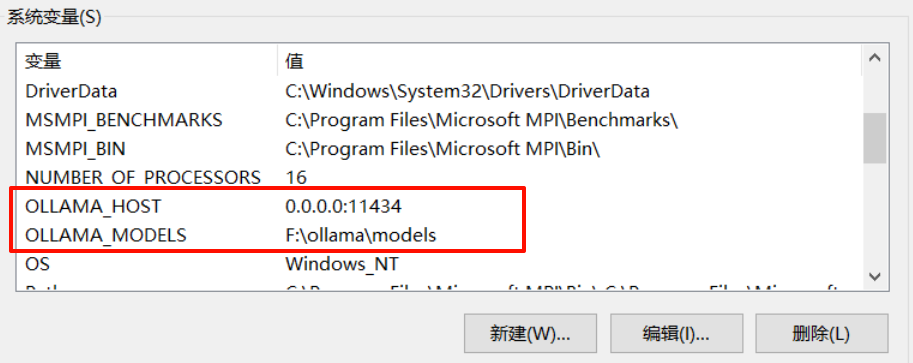 系统变量(S)
变量 值
DriverData C:\Windows\System32\Drivers\DriverData
MSMPI_BENCHMARKS C:\Program Files\Microsoft MPI\Benchmarks\
MSMPI_BIN C:\Program Files\Microsoft MPI\Bin\
NUMBER_OF_PROCESSORS 16
OLLAMA_HOST 0.0.0.0:11434
OLLAMA_MODELS F:\ollama\models
OS Windows_NT
新建(W)... 编辑(I)... 删除(L)